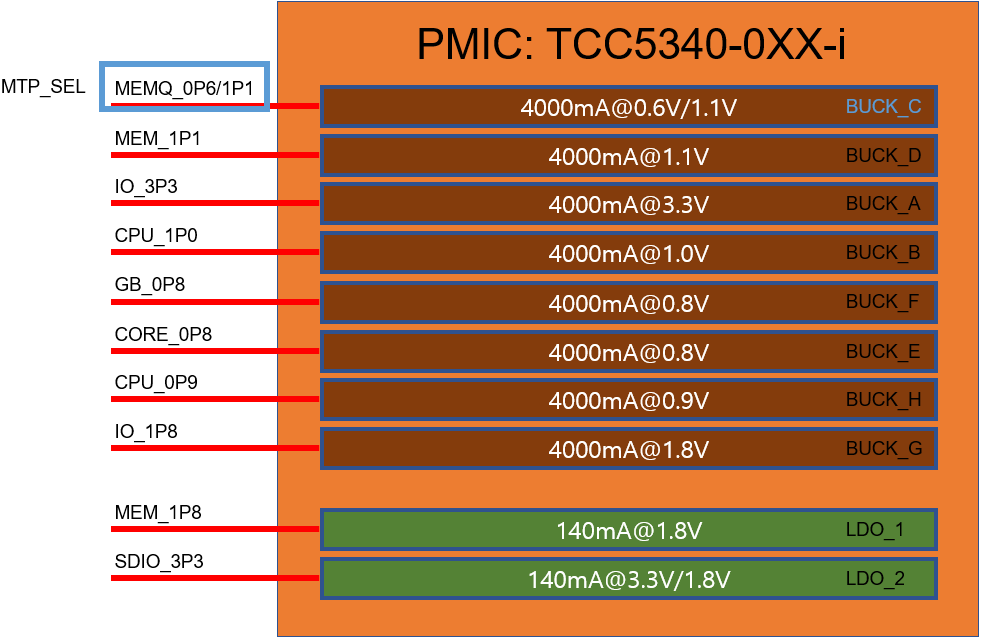 PMIC: TCC5340-0XX-i
MTP_SEL MEMQ_0P6/1P1 4000mA@0.6V/1.1V BUCK_C
MEM_1P1 4000mA@1.1V BUCK_D
IO_3P3 4000mA@3.3V BUCK_A
CPU_1P0 4000mA@1.0V BUCK_B
GB_0P8 4000mA@0.8V BUCK_F
CORE_0P8 4000mA@0.8V BUCK_E
CPU_0P9 4000mA@0.9V BUCK_H
IO_1P8 4000mA@1.8V BUCK_G
MEM_1P8 140mA@1.8V LDO_1
SDIO_3P3 140mA@3.3V/1.8V LDO_2